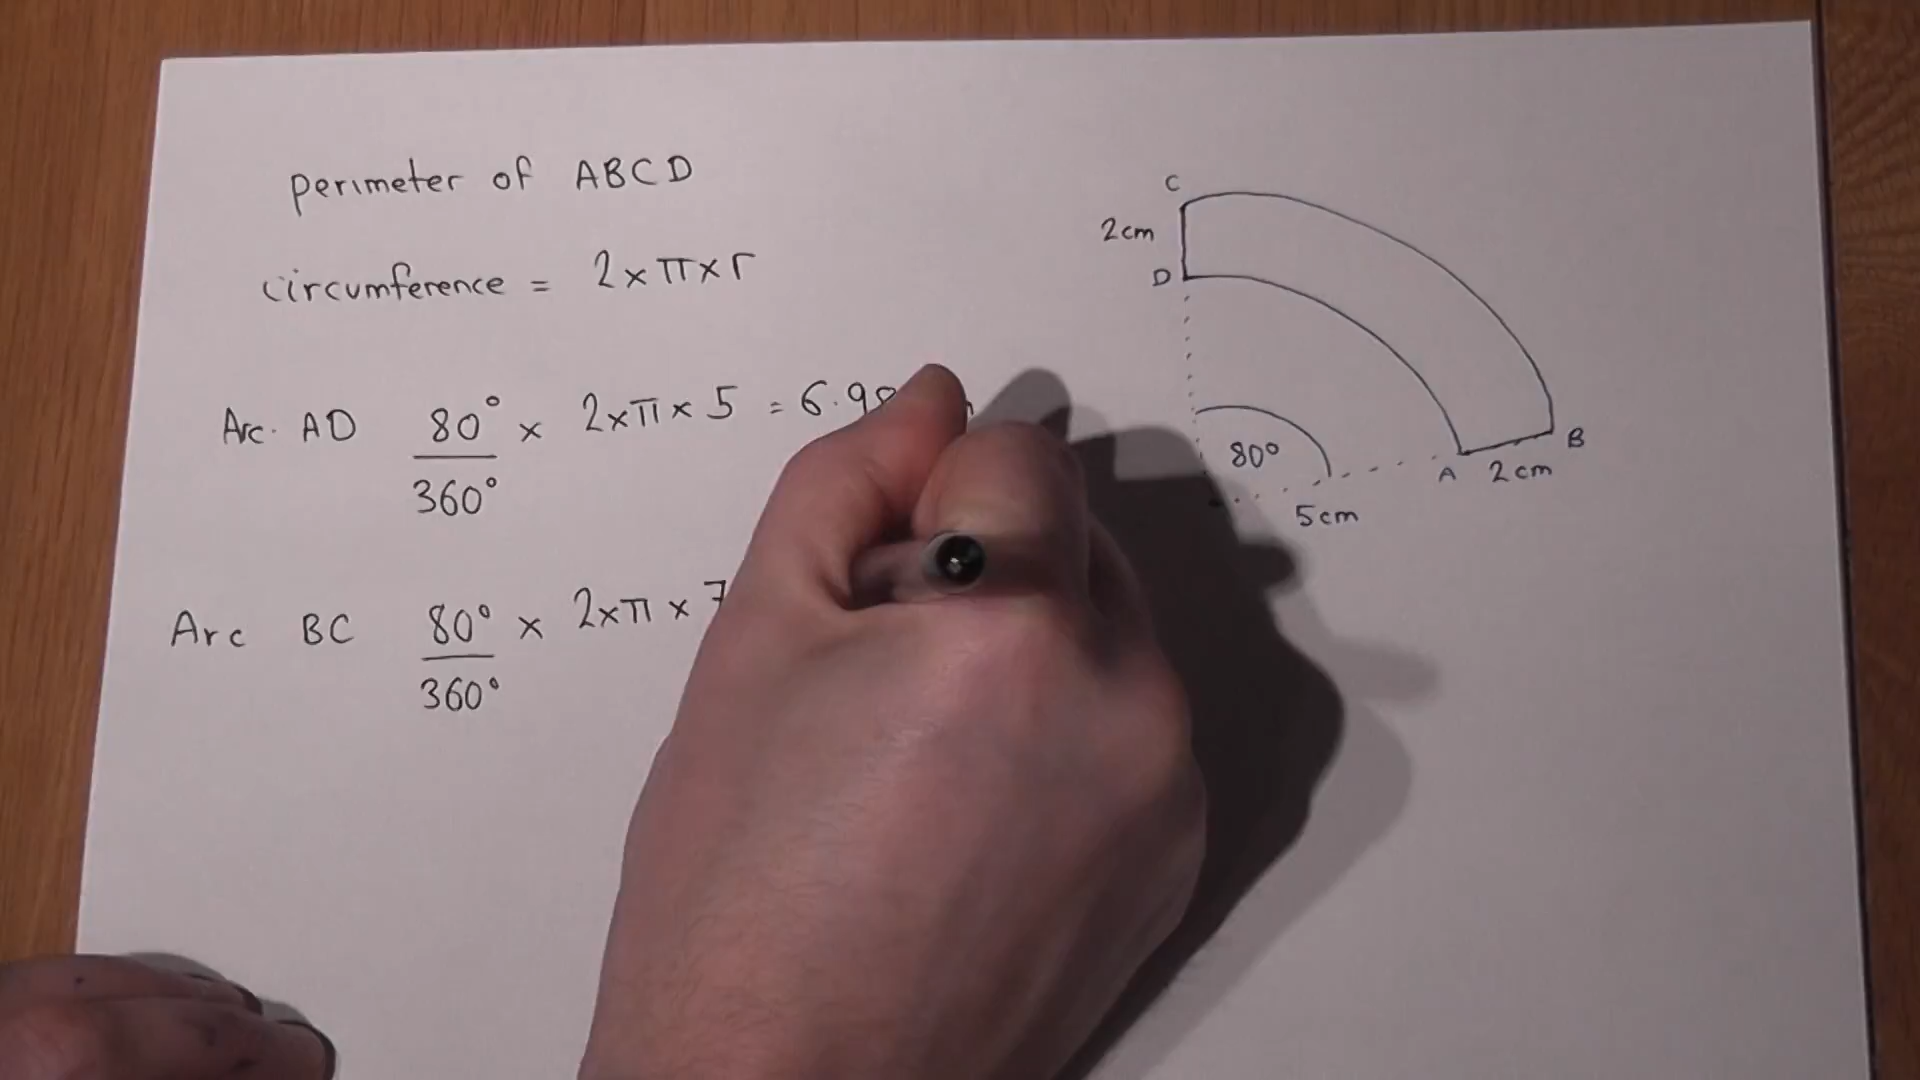 perimeter of ABCD
circumference = 2 × π × r
Arc. AD 80° × 2 × π × 5 = 6.98
360°
Arc BC 80° × 2 × π × 7
360°
C
2cm
D
80°
5cm
A 2cm B